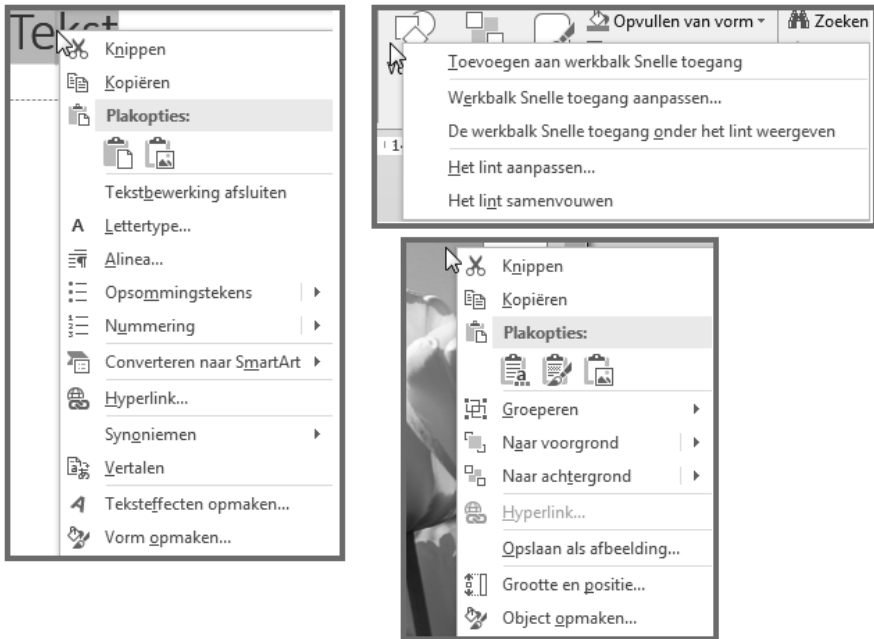 Tekst
Knippen
Kopiëren
Plakopties:
Tekstbewerking afsluiten
Lettertype...
Alinea...
Opsommingstekens
Nummering
Converteren naar SmartArt
Hyperlink...
Synoniemen
Vertalen
Teksteffecten opmaken...
Vorm opmaken...
Opvullen van vorm
Zoeken
Toevoegen aan werkbalk Snelle toegang
Werkbalk Snelle toegang aanpassen...
De werkbalk Snelle toegang onder het lint weergeven
Het lint aanpassen...
Het lint samenvouwen
Knippen
Kopiëren
Plakopties:
Groeperen
Naar voorgrond
Naar achtergrond
Hyperlink...
Opslaan als afbeelding...
Grootte en positie...
Object opmaken...